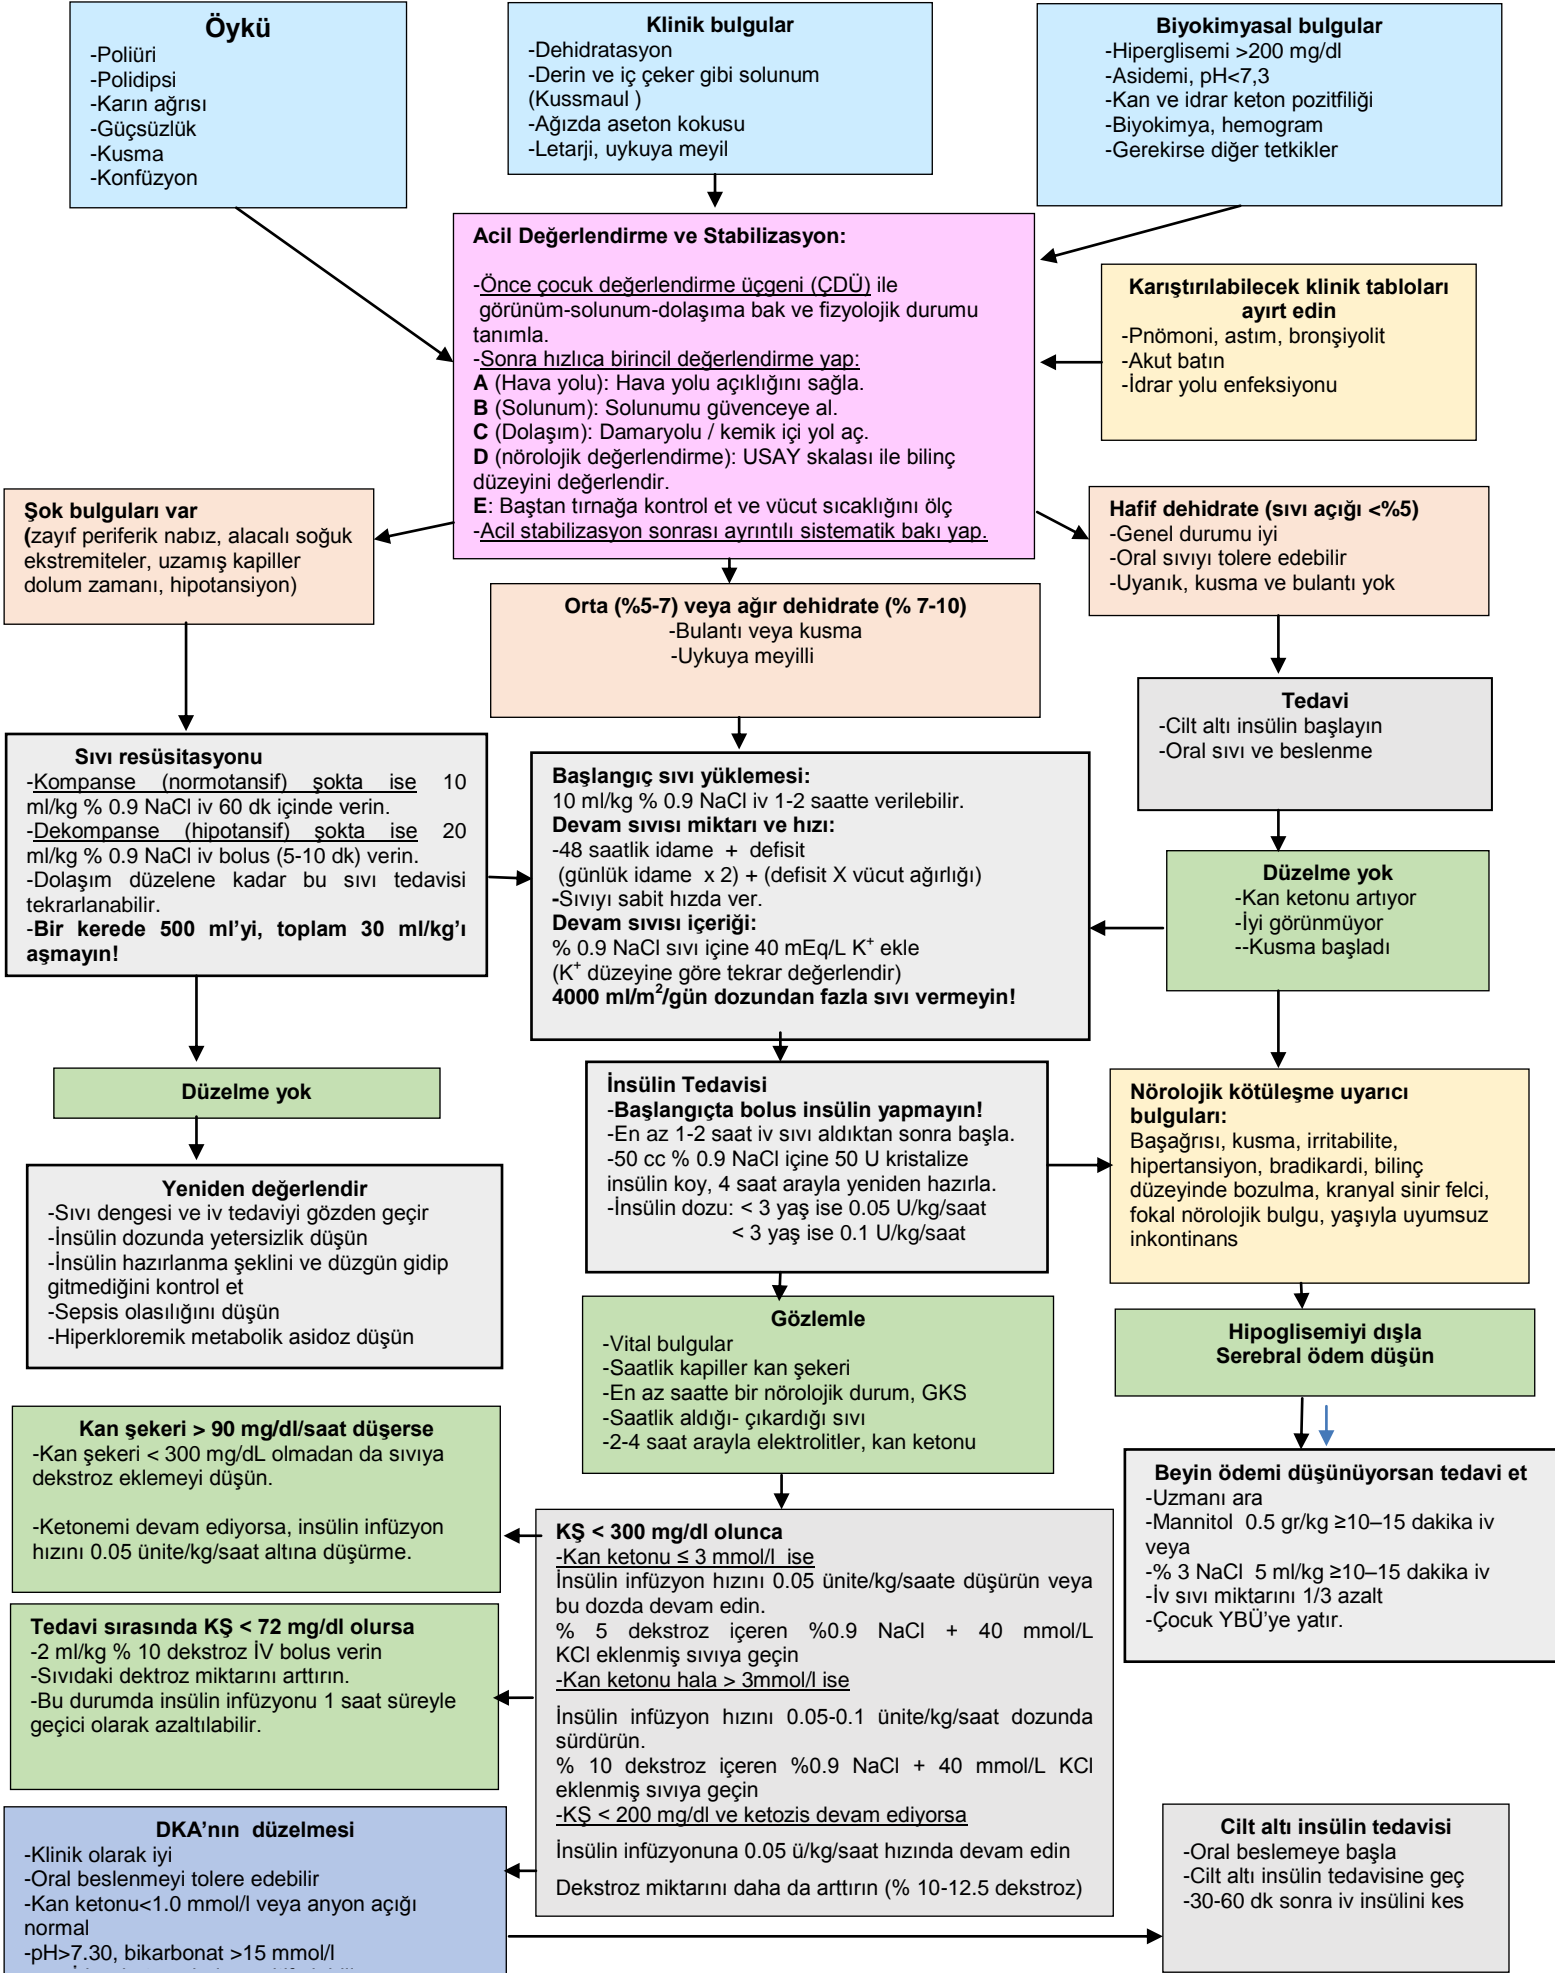 Öykü
-Poliüri
-Polidipsi
-Karın ağrısı
-Güçsüzlük
-Kusma
-Konfüzyon
Klinik bulgular
-Dehidratasyon
-Derin ve iç çeker gibi solunum
(Kussmaul )
-Ağızda aseton kokusu
-Letarji, uykuya meyil
Biyokimyasal bulgular
-Hiperglisemi >200 mg/dl
-Asidemi, pH<7,3
-Kan ve idrar keton pozitfiliği
-Biyokimya, hemogram
-Gerekirse diğer tetkikler
Acil Değerlendirme ve Stabilizasyon:
-Önce çocuk değerlendirme üçgeni (ÇDÜ) ile
görünüm-solunum-dolaşıma bak ve fizyolojik durumu
tanımla.
-Sonra hızlıca birincil değerlendirme yap:
A (Hava yolu): Hava yolu açıklığını sağla.
B (Solunum): Solunumu güvenceye al.
C (Dolaşım): Damaryolu / kemik içi yol aç.
D (nörolojik değerlendirme): USAY skalası ile bilinç
düzeyini değerlendir.
E: Baştan tırnağa kontrol et ve vücut sıcaklığını ölç
-Acil stabilizasyon sonrası ayrıntılı sistematik bakı yap.
Karıştırılabilecek klinik tabloları
ayırt edin
-Pnömoni, astım, bronşiyolit
-Akut batın
-İdrar yolu enfeksiyonu
Şok bulguları var
(zayıf periferik nabız, alacalı soğuk
ekstremiteler, uzamış kapiller
dolum zamanı, hipotansiyon)
Orta (%5-7) veya ağır dehidrate (% 7-10)
-Bulantı veya kusma
-Uykuya meyilli
Hafif dehidrate (sıvı açığı <%5)
-Genel durumu iyi
-Oral sıvıyı tolere edebilir
-Uyanık, kusma ve bulantı yok
Tedavi
-Cilt altı insülin başlayın
-Oral sıvı ve beslenme
Sıvı resüsitasyonu
-Kompanse (normotansif) şokta ise 10
ml/kg % 0.9 NaCl iv 60 dk içinde verin.
-Dekompanse (hipotansif) şokta ise 20
ml/kg % 0.9 NaCl iv bolus (5-10 dk) verin.
-Dolaşım düzelene kadar bu sıvı tedavisi
tekrarlanabilir.
-Bir kerede 500 ml'yi, toplam 30 ml/kg'ı
aşmayın!
Başlangıç sıvı yüklemesi:
10 ml/kg % 0.9 NaCl iv 1-2 saatte verilebilir.
Devam sıvısı miktarı ve hızı:
-48 saatlik idame + defisit
(günlük idame x 2) + (defisit X vücut ağırlığı)
-Sıvıyı sabit hızda ver.
Devam sıvısı içeriği:
% 0.9 NaCl sıvı içine 40 mEq/L K+ ekle
(K+ düzeyine göre tekrar değerlendir)
4000 ml/m2/gün dozundan fazla sıvı vermeyin!
Düzelme yok
-Kan ketonu artıyor
-İyi görünmüyor
--Kusma başladı
Düzelme yok
Yeniden değerlendir
-Sıvı dengesi ve iv tedaviyi gözden geçir
-İnsülin dozunda yetersizlik düşün
-İnsülin hazırlanma şeklini ve düzgün gidip
gitmediğini kontrol et
-Sepsis olasılığını düşün
-Hiperkloremik metabolik asidoz düşün
İnsülin Tedavisi
-Başlangıçta bolus insülin yapmayın!
-En az 1-2 saat iv sıvı aldıktan sonra başla.
-50 cc % 0.9 NaCl içine 50 U kristalize
insülin koy, 4 saat arayla yeniden hazırla.
-İnsülin dozu: < 3 yaş ise 0.05 U/kg/saat
< 3 yaş ise 0.1 U/kg/saat
Nörolojik kötüleşme uyarıcı
bulguları:
Başağrısı, kusma, irritabilite,
hipertansiyon, bradikardi, bilinç
düzeyinde bozulma, kranyal sinir felci,
fokal nörolojik bulgu, yaşıyla uyumsuz
inkontinans
Gözlemle
-Vital bulgular
-Saatlik kapiller kan şekeri
-En az saatte bir nörolojik durum, GKS
-Saatlik aldığı- çıkardığı sıvı
-2-4 saat arayla elektrolitler, kan ketonu
Hipoglisemiyi dışla
Serebral ödem düşün
Kan şekeri > 90 mg/dl/saat düşerse
-Kan şekeri < 300 mg/dL olmadan da sıvıya
dekstroz eklemeyi düşün.
-Ketonemi devam ediyorsa, insülin infüzyon
hızını 0.05 ünite/kg/saat altına düşürme.
Beyin ödemi düşünüyorsan tedavi et
-Uzmanı ara
-Mannitol 0.5 gr/kg ≥10–15 dakika iv
veya
-% 3 NaCl 5 ml/kg ≥10–15 dakika iv
-İv sıvı miktarını 1/3 azalt
-Çocuk YBÜ'ye yatır.
KŞ < 300 mg/dl olunca
-Kan ketonu ≤ 3 mmol/l ise
İnsülin infüzyon hızını 0.05 ünite/kg/saate düşürün veya
bu dozda devam edin.
% 5 dekstroz içeren %0.9 NaCl + 40 mmol/L
KCl eklenmiş sıvıya geçin
-Kan ketonu hala > 3mmol/l ise
İnsülin infüzyon hızını 0.05-0.1 ünite/kg/saat dozunda
sürdürün.
% 10 dekstroz içeren %0.9 NaCl + 40 mmol/L KCl
eklenmiş sıvıya geçin
-KŞ < 200 mg/dl ve ketozis devam ediyorsa
İnsülin infüzyonuna 0.05 ü/kg/saat hızında devam edin
Dekstroz miktarını daha da arttırın (% 10-12.5 dekstroz)
Tedavi sırasında KŞ < 72 mg/dl olursa
-2 ml/kg % 10 dekstroz İV bolus verin
-Sıvıdaki dektroz miktarını arttırın.
-Bu durumda insülin infüzyonu 1 saat süreyle
geçici olarak azaltılabilir.
DKA'nın düzelmesi
-Klinik olarak iyi
-Oral beslenmeyi tolere edebilir
-Kan ketonu<1.0 mmol/l veya anyon açığı
normal
-pH>7.30, bikarbonat >15 mmol/l
Cilt altı insülin tedavisi
-Oral beslemeye başla
-Cilt altı insülin tedavisine geç
-30-60 dk sonra iv insülini kes